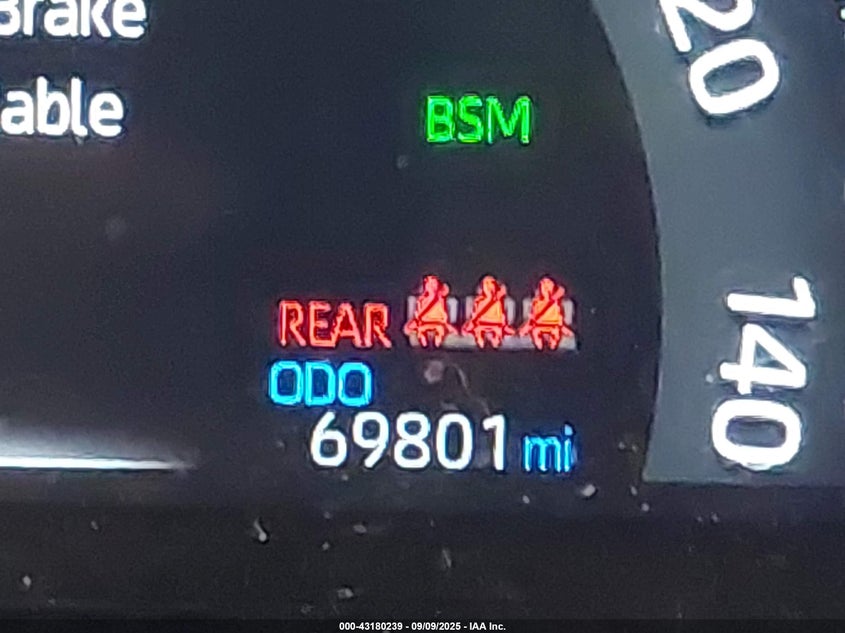 Brake
able
20
BSM
REAR
ODO
69801 mi
140
000-43180239 - 09/09/2025 - IAA Inc.